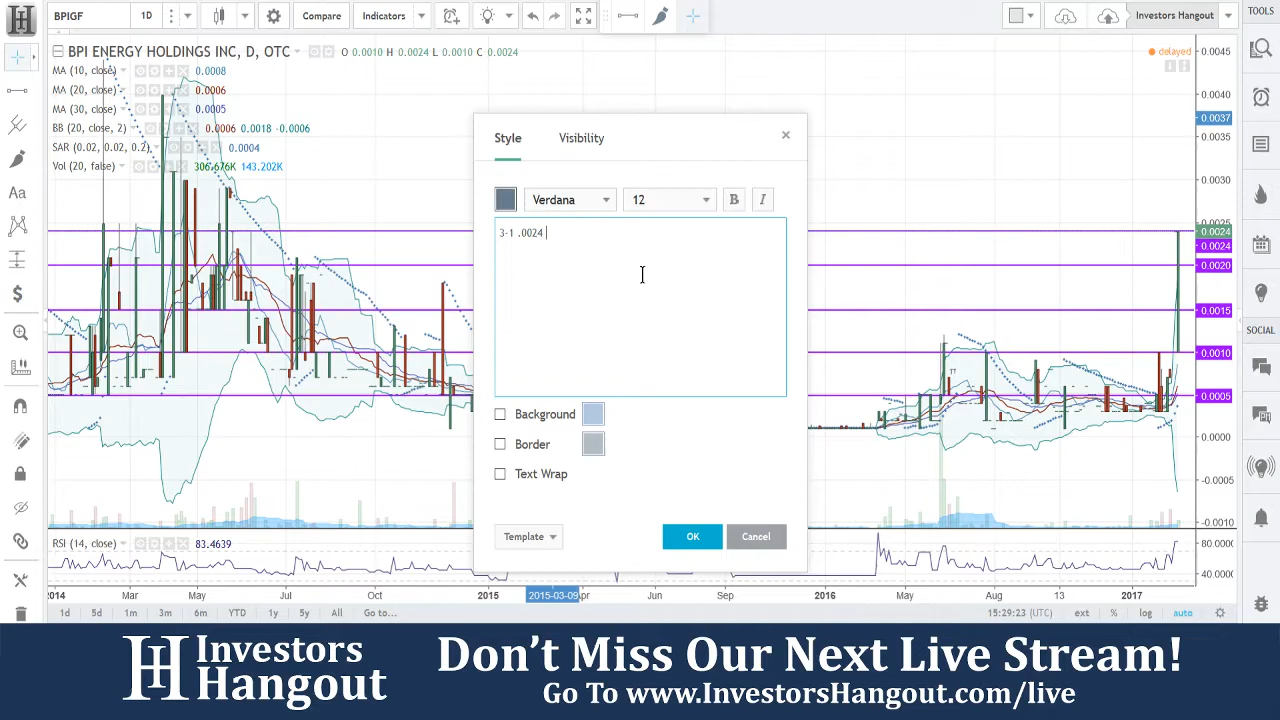 BPIGF 1D Compare Indicators Investors Hangout TOOLS
BPI ENERGY HOLDINGS INC, D, OTC O 0.0010 H 0.0024 L 0.0010 C 0.0024
delayed
MA (10, close) 0.0008
MA (20, close) 0.0006
MA (30, close) 0.0005
BB (20, close, 2) 0.0006 0.0018 -0.0006
SAR (0.02, 0.02, 0.2) 0.0004
Vol (20, false) 306.676K 143.202K
0.0045
0.0037
0.0035
0.0030
0.0025
0.0024
0.0024
0.0020
0.0015
0.0010
0.0005
0.0000
-0.0005
-0.0010
SOCIAL
Style Visibility
Verdana 12 B I
3-1 .0024
Background
Border
Text Wrap
Template OK Cancel
RSI (14, close) 83.4639
80.0000
40.0000
2014 Mar May Jul Oct 2015 2015-03-09 pr Jun Sep 2016 May Aug 13 2017
1d 5d 1m 3m 6m YTD 1y 5y All Go to... 15:29:23 (UTC) ext % log auto
Investors
Hangout
Don't Miss Our Next Live Stream!
Go To www.InvestorsHangout.com/live